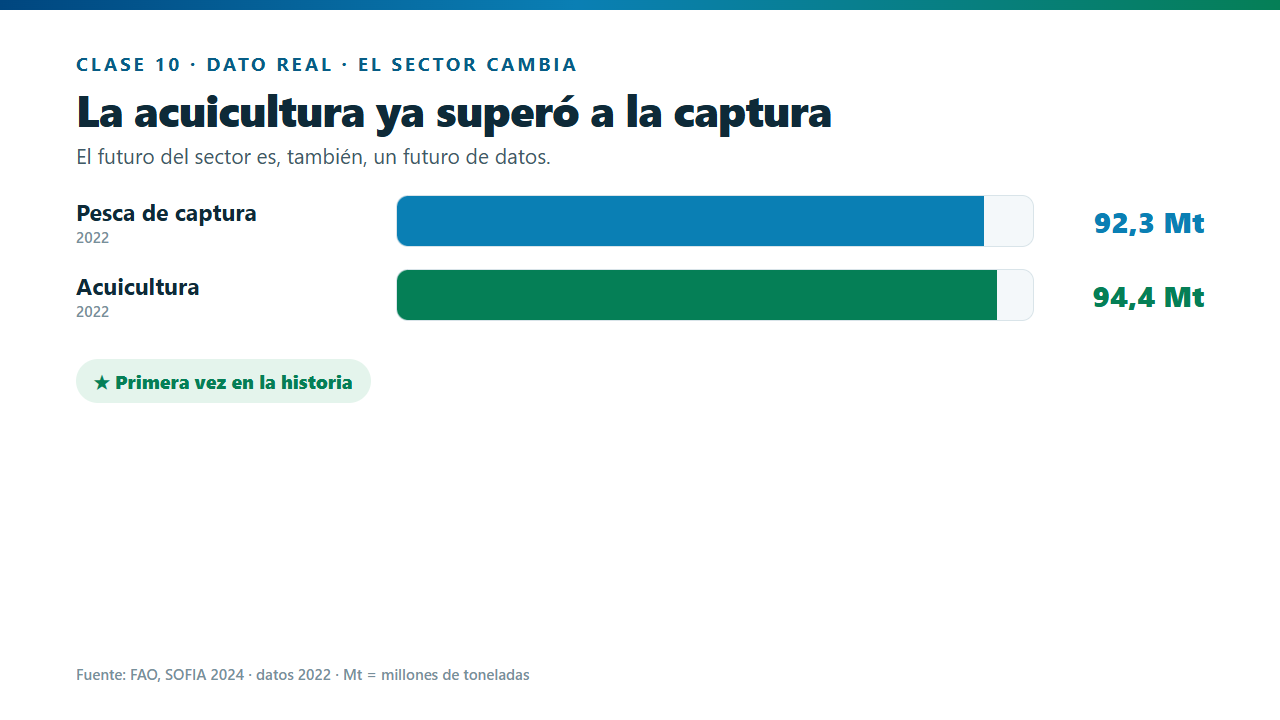 CLASE 10 · DATO REAL · EL SECTOR CAMBIA
La acuicultura ya superó a la captura
El futuro del sector es, también, un futuro de datos.
Pesca de captura
2022
92,3 Mt
Acuicultura
2022
94,4 Mt
★ Primera vez en la historia
Fuente: FAO, SOFIA 2024 · datos 2022 · Mt = millones de toneladas